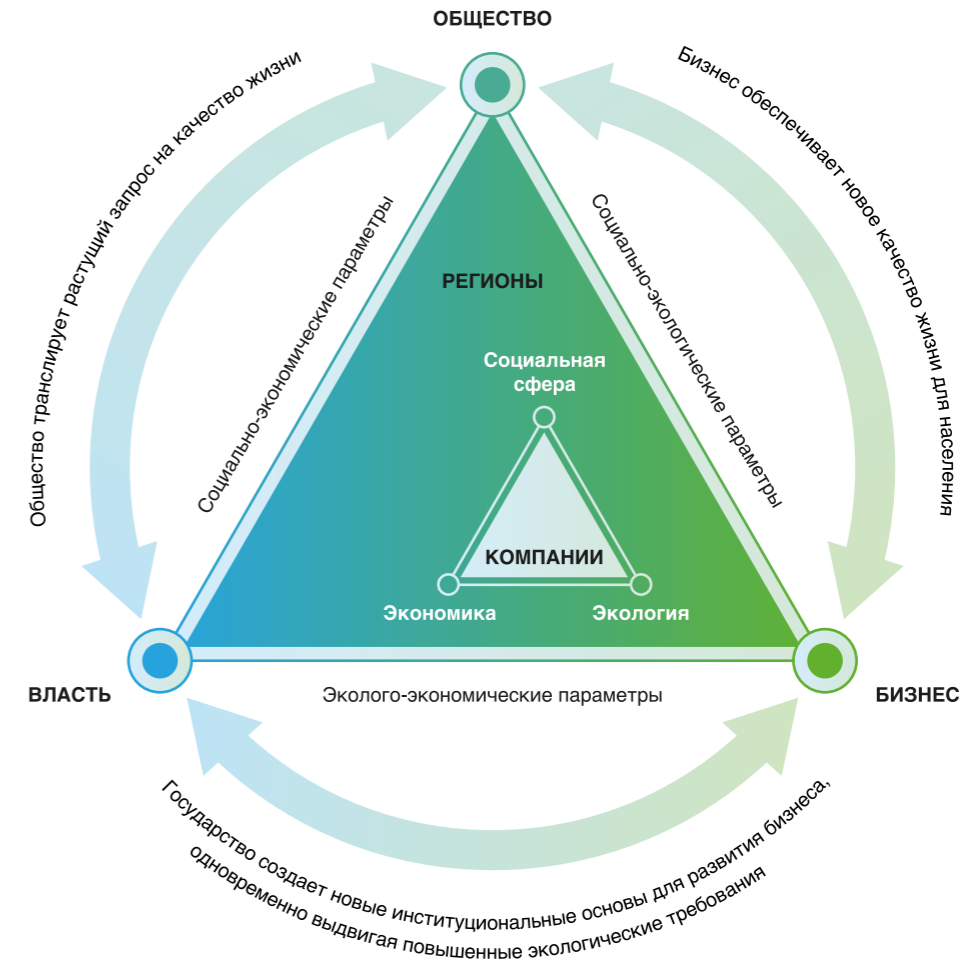 ОБЩЕСТВО
Общество транслирует растущий запрос на качество жизни
Бизнес обеспечивает новое качество жизни для населения
Социально-экономические параметры
Социально-экологические параметры
РЕГИОНЫ
Социальная
сфера
КОМПАНИИ
Экономика
Экология
ВЛАСТЬ
Эколого-экономические параметры
БИЗНЕС
Государство создает новые институциональные основы для развития бизнеса,
одновременно выдвигая повышенные экологические требования